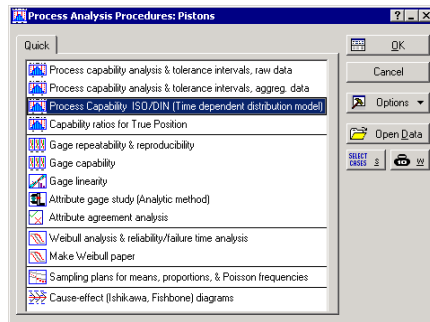 Process Analysis Procedures: Pistons
Quick
Process capability analysis & tolerance intervals, raw data
Process capability analysis & tolerance intervals, aggreg. data
Process Capability ISO/DIN (Time dependent distribution model)
Capability ratios for True Position
Gage repeatability & reproducibility
Gage capability
Gage linearity
Attribute gage study (Analytic method)
Attribute agreement analysis
Weibull analysis & reliability/failure time analysis
Make Weibull paper
Sampling plans for means, proportions, & Poisson frequencies
Cause-effect (Ishikawa, Fishbone) diagrams
OK
Cancel
Options
Open Data
SELECT CASES S
W